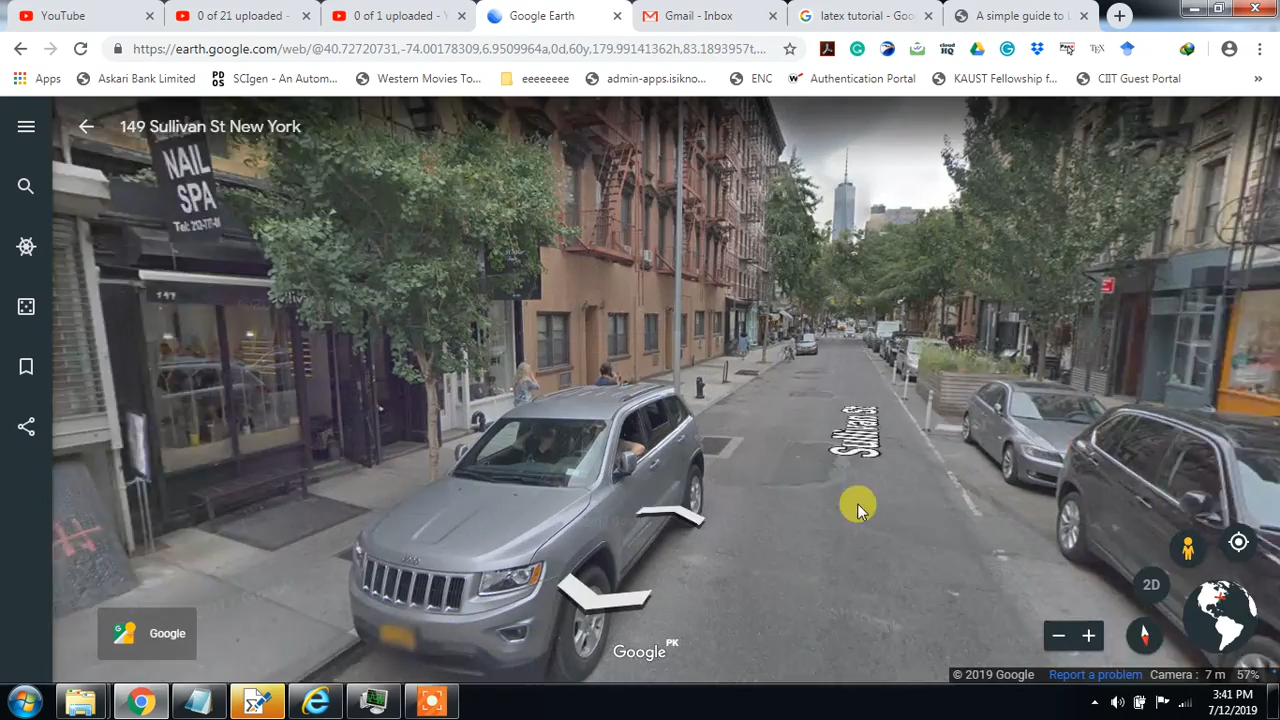 YouTube
0 of 21 uploaded -
0 of 1 uploaded - Y
Google Earth
Gmail - Inbox
latex tutorial - Goo
A simple guide to L
https://earth.google.com/web/@40.72720731,-74.00178309,6.9509964a,0d,60y,179.99141362h,83.1893957t,...
Apps
Askari Bank Limited
SCIgen - An Autom...
Western Movies:To...
eeeeeee
admin-apps.isikno...
ENC
Authentication Portal
KAUST Fellowship f...
CIIT Guest Portal
149 Sullivan St New York
NAIL
SPA
147
Sullivan St
Google
Google PK
2D
© 2019 Google
Report a problem
Camera : 7 m 57%
3:41 PM
7/12/2019